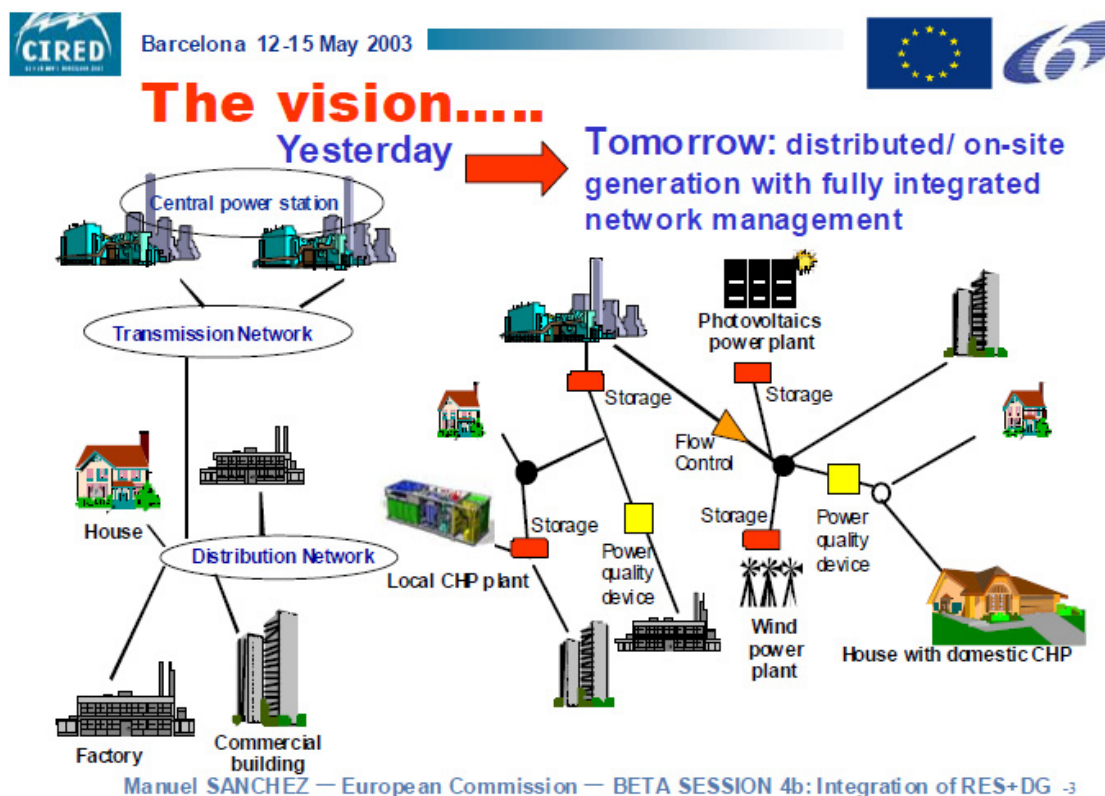 CIRED
Barcelona 12-15 May 2003
6
The vision.....
Yesterday
Tomorrow: distributed/ on-site
generation with fully integrated
network management
Central power station
Transmission Network
House
Distribution Network
Factory
Commercial
building
Photovoltaics
power plant
Storage
Storage
Flow
Control
Storage
Local CHP plant
Power
quality
device
Storage
Wind
power
plant
Power
quality
device
House with domestic CHP
Manuel SANCHEZ — European Commission — BETA SESSION 4b: Integration of RES+DG -3